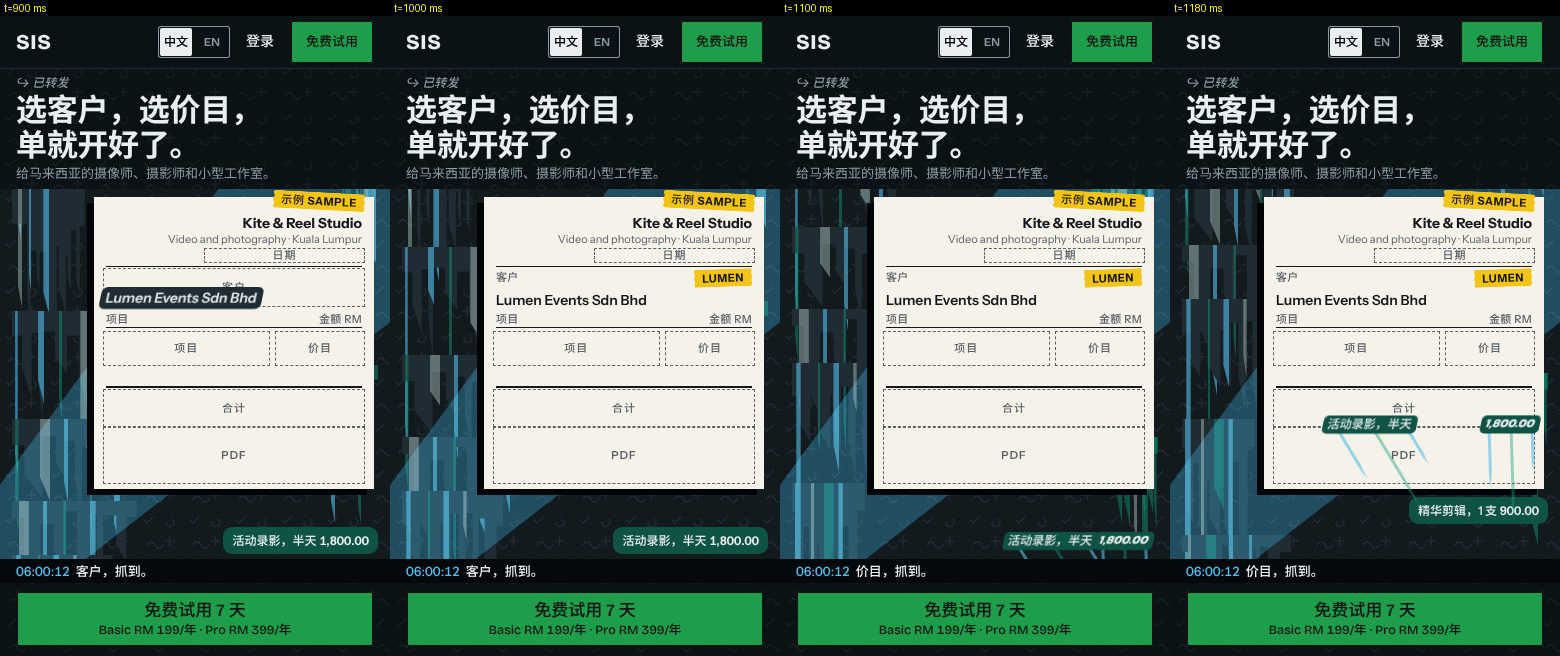 t=900 ms
SIS
中文 EN
登录
免费试用
已转发
选客户，选价目，
单就开好了。
给马来西亚的摄像师、摄影师和小型工作室。
示例 SAMPLE
Kite & Reel Studio
Video and photography · Kuala Lumpur
日期
客户
Lumen Events Sdn Bhd
项目 金额 RM
项目 价目
合计
PDF
活动录影，半天 1,800.00
06:00:12 客户，抓到。
免费试用 7 天
Basic RM 199/年 · Pro RM 399/年
t=1000 ms
SIS
中文 EN
登录
免费试用
已转发
选客户，选价目，
单就开好了。
给马来西亚的摄像师、摄影师和小型工作室。
示例 SAMPLE
Kite & Reel Studio
Video and photography · Kuala Lumpur
日期
客户
LUMEN
Lumen Events Sdn Bhd
项目 金额 RM
项目 价目
合计
PDF
活动录影，半天 1,800.00
06:00:12 客户，抓到。
免费试用 7 天
Basic RM 199/年 · Pro RM 399/年
t=1100 ms
SIS
中文 EN
登录
免费试用
已转发
选客户，选价目，
单就开好了。
给马来西亚的摄像师、摄影师和小型工作室。
示例 SAMPLE
Kite & Reel Studio
Video and photography · Kuala Lumpur
日期
客户
LUMEN
Lumen Events Sdn Bhd
项目 金额 RM
项目 价目
合计
PDF
活动录影，半天 1,800.00
06:00:12 价目，抓到。
免费试用 7 天
Basic RM 199/年 · Pro RM 399/年
t=1180 ms
SIS
中文 EN
登录
免费试用
已转发
选客户，选价目，
单就开好了。
给马来西亚的摄像师、摄影师和小型工作室。
示例 SAMPLE
Kite & Reel Studio
Video and photography · Kuala Lumpur
日期
客户
LUMEN
Lumen Events Sdn Bhd
项目 金额 RM
项目 价目
合计
活动录影，半天 1,800.00
PDF
精华剪辑，1 支 900.00
06:00:12 价目，抓到。
免费试用 7 天
Basic RM 199/年 · Pro RM 399/年